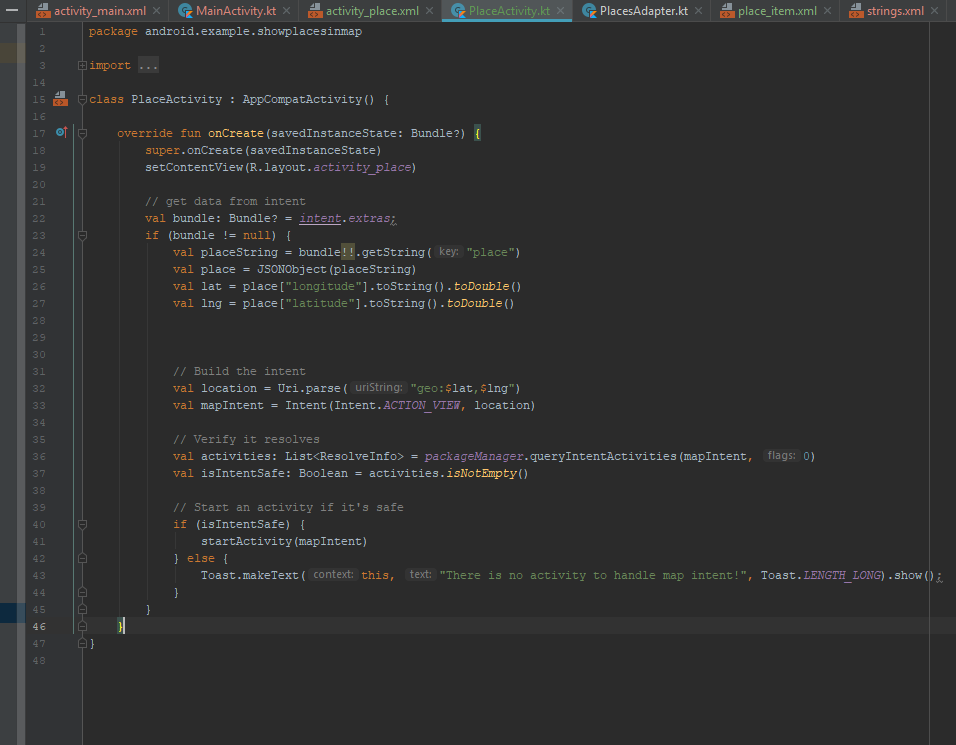 activity_main.xml MainActivity.kt activity_place.xml PlaceActivity.kt PlacesAdapter.kt place_item.xml strings.xml
1 package android.example.showplacesinmap
2
3 import ...
14
15 class PlaceActivity : AppCompatActivity() {
16
17 override fun onCreate(savedInstanceState: Bundle?) {
18 super.onCreate(savedInstanceState)
19 setContentView(R.layout.activity_place)
20
21 // get data from intent
22 val bundle: Bundle? = intent.extras;
23 if (bundle != null) {
24 val placeString = bundle!!.getString( key: "place")
25 val place = JSONObject(placeString)
26 val lat = place["longitude"].toString().toDouble()
27 val lng = place["latitude"].toString().toDouble()
28
29
30
31 // Build the intent
32 val location = Uri.parse( uriString: "geo:$lat,$lng")
33 val mapIntent = Intent(Intent.ACTION_VIEW, location)
34
35 // Verify it resolves
36 val activities: List<ResolveInfo> = packageManager.queryIntentActivities(mapIntent, flags: 0)
37 val isIntentSafe: Boolean = activities.isNotEmpty()
38
39 // Start an activity if it's safe
40 if (isIntentSafe) {
41 startActivity(mapIntent)
42 } else {
43 Toast.makeText( context: this, text: "There is no activity to handle map intent!", Toast.LENGTH_LONG).show();
44 }
45 }
46 }
47 }
48